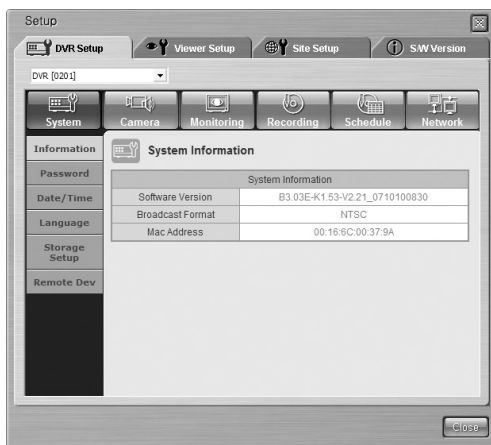 Setup
DVR Setup Viewer Setup Site Setup S/W Version
DVR [0201]
System Camera Monitoring Recording Schedule Network
Information
Password
Date/Time
Language
Storage
Setup
Remote Dev
System Information
System Information
Software Version B3.03E-K1.53-V2.21_0710100830
Broadcast Format NTSC
Mac Address 00:16:6C:00:37:9A
Close